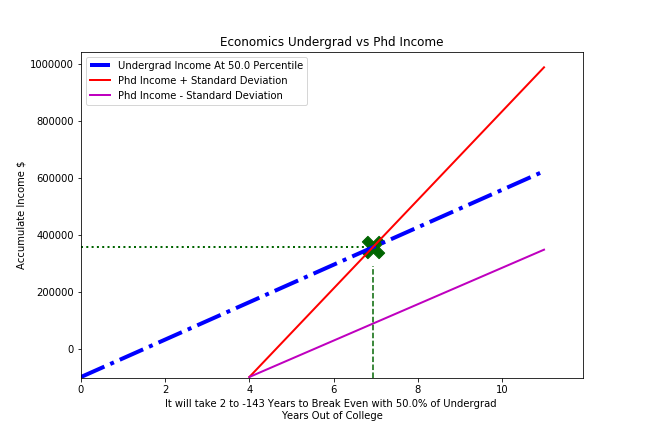 Economics Undergrad vs Phd Income
Undergrad Income At 50.0 Percentile
Phd Income + Standard Deviation
Phd Income - Standard Deviation
Accumulate Income $
1000000
800000
600000
400000
200000
0
0 2 4 6 8 10
It will take 2 to -143 Years to Break Even with 50.0% of Undergrad
Years Out of College